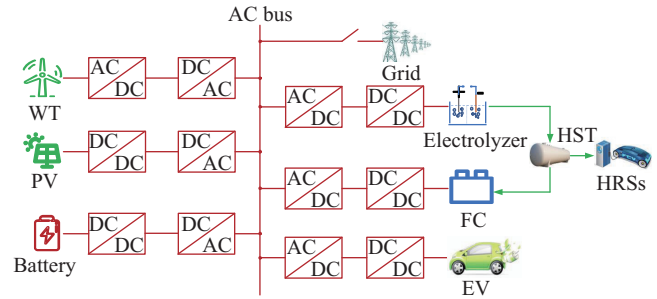 AC bus
Grid
AC
DC
DC
AC
WT
AC
DC
DC
DC
Electrolyzer
DC
DC
DC
AC
PV
HST
HRSs
AC
DC
DC
DC
FC
DC
DC
DC
AC
Battery
AC
DC
DC
DC
EV